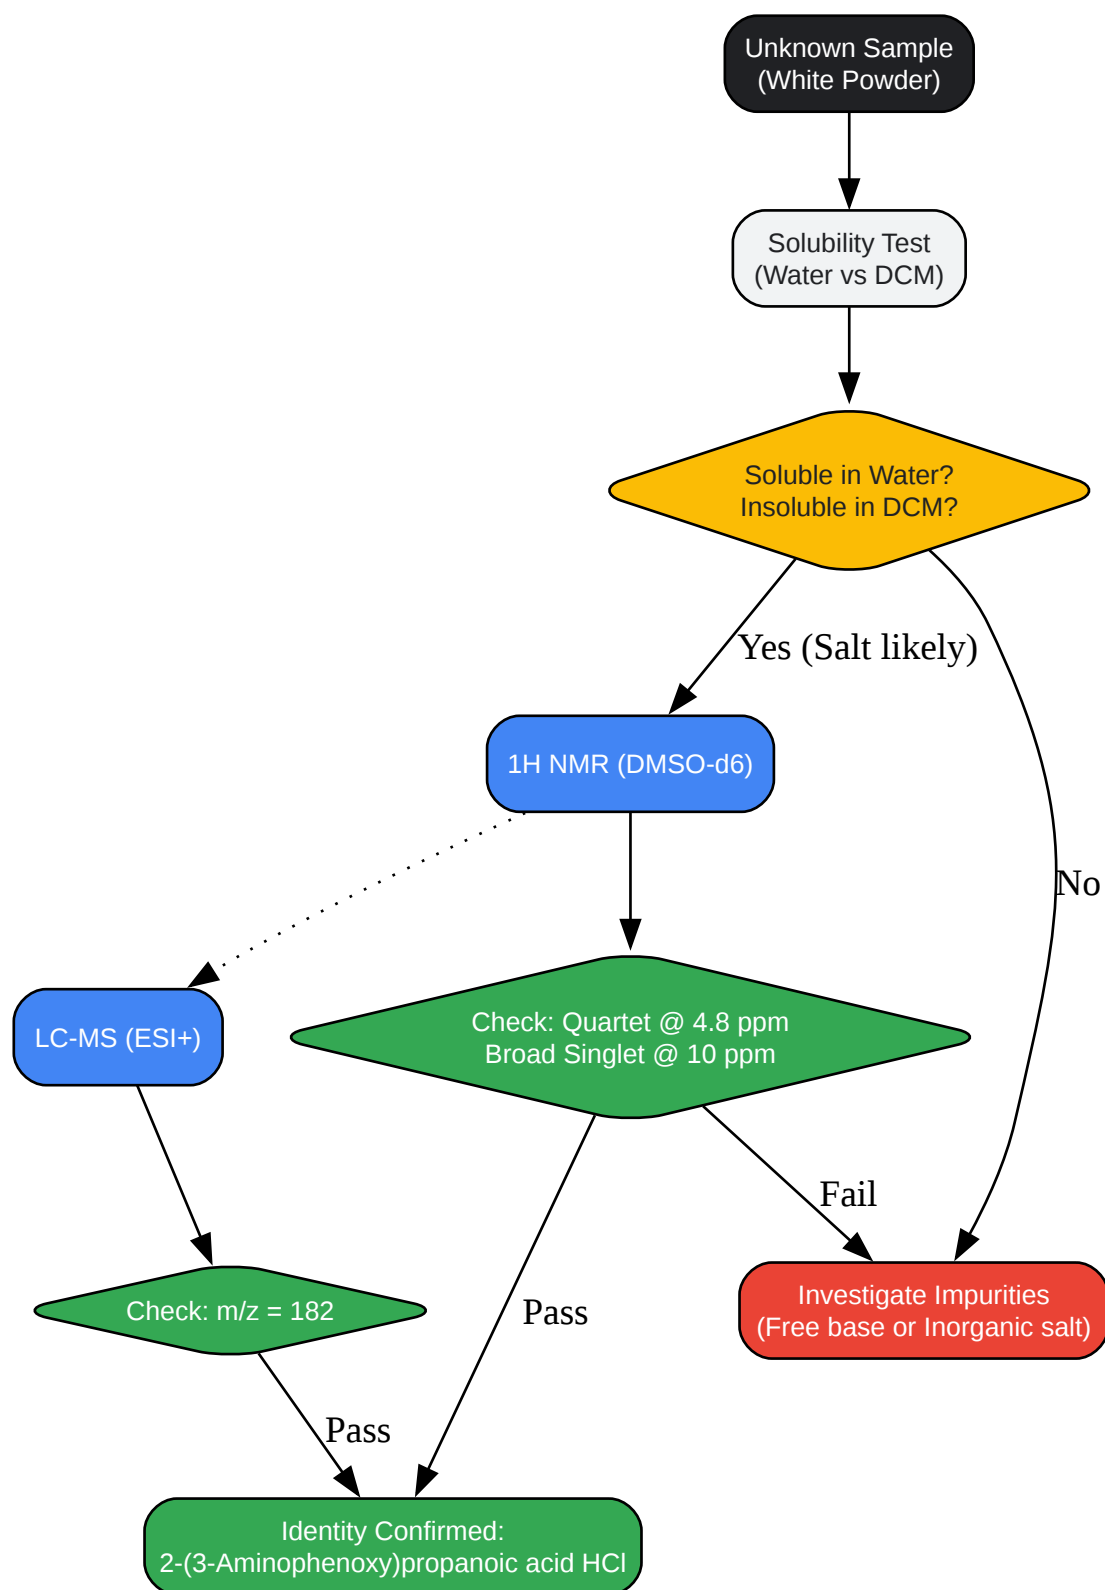 Unknown Sample
(White Powder)
Solubility Test
(Water vs DCM)
Soluble in Water?
Insoluble in DCM?
Yes (Salt likely)
1H NMR (DMSO-d6)
No
Check: Quartet @ 4.8 ppm
Broad Singlet @ 10 ppm
LC-MS (ESI+)
Fail
Investigate Impurities
(Free base or Inorganic salt)
Check: m/z = 182
Pass
Pass
Identity Confirmed:
2-(3-Aminophenoxy)propanoic acid HCl